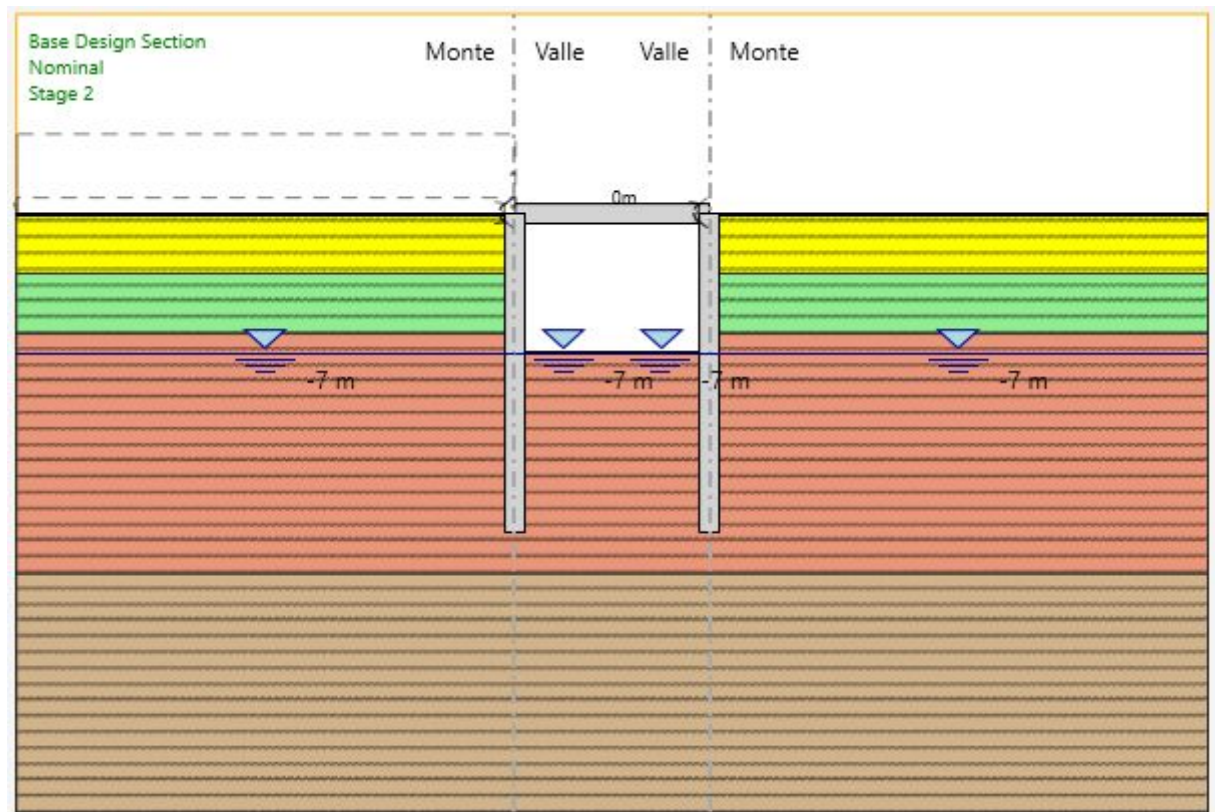 Base Design Section
Nominal
Stage 2
Monte
Valle
Valle
Monte
0m
-7 m
-7 m
-7 m
-7 m